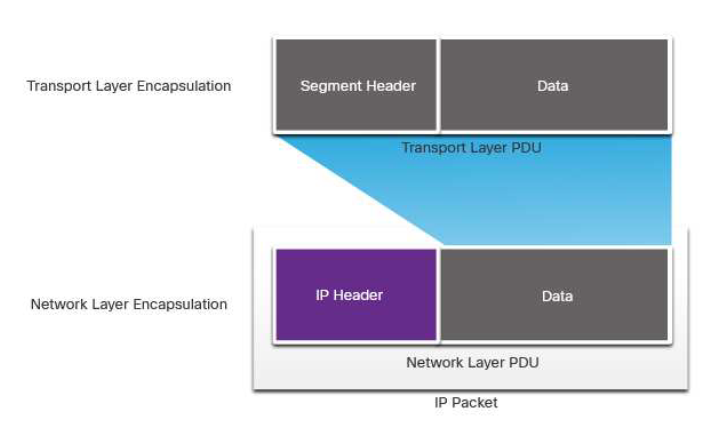 Transport Layer Encapsulation
Segment Header
Data
Transport Layer PDU
Network Layer Encapsulation
IP Header
Data
Network Layer PDU
IP Packet